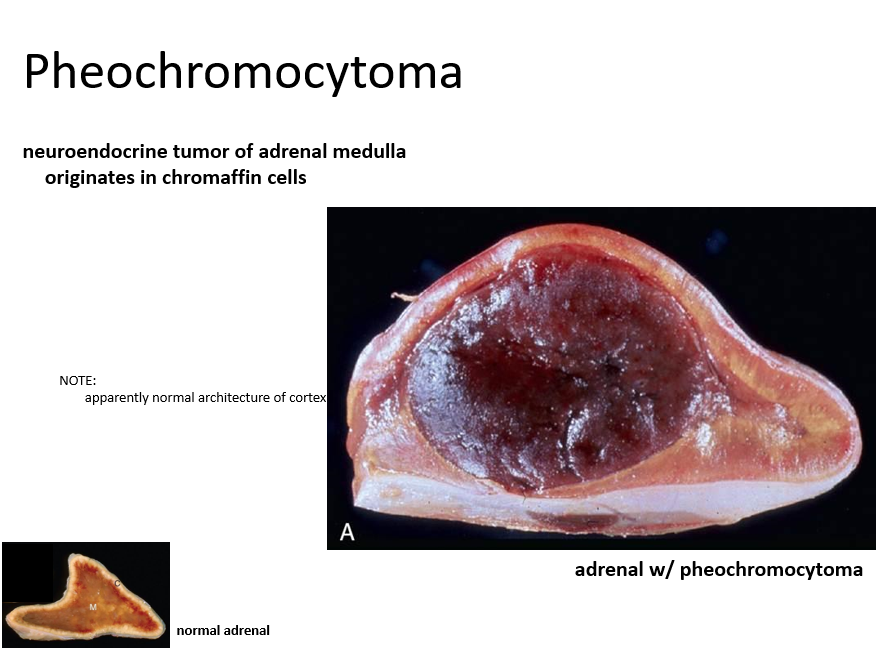 Pheochromocytoma
neuroendocrine tumor of adrenal medulla
originates in chromaffin cells
NOTE:
apparently normal architecture of cortex
A
adrenal w/ pheochromocytoma
C
M
normal adrenal